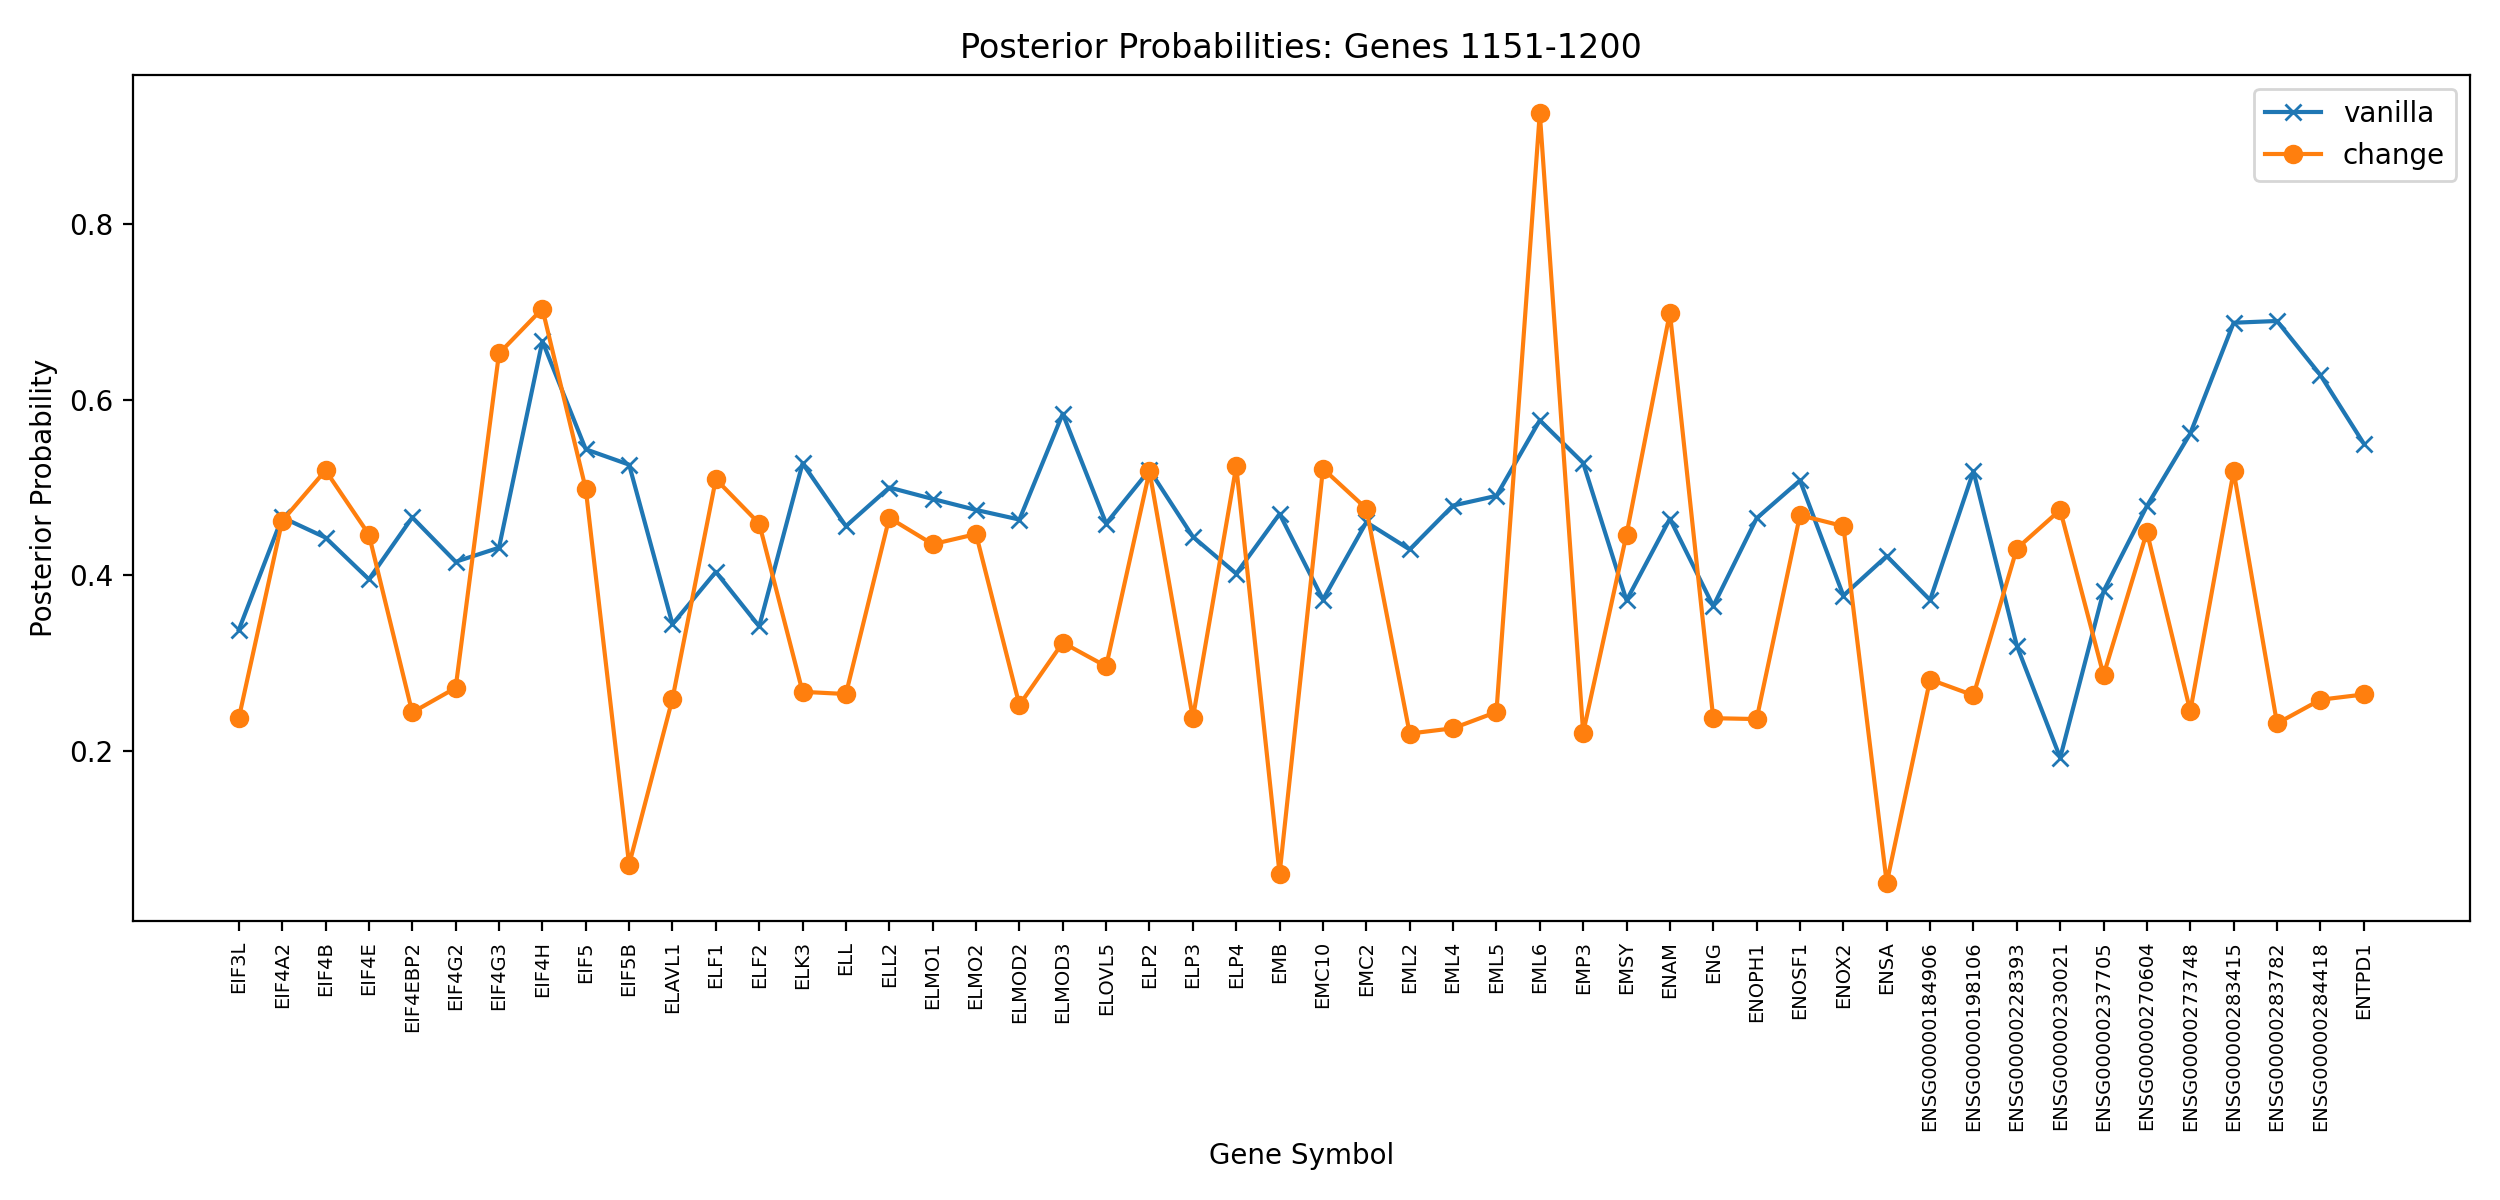 Posterior Probabilities: Genes 1151-1200
vanilla
change
Posterior Probability
0.8
0.6
0.4
0.2
EIF3L
EIF4A2
EIF4B
EIF4E
EIF4EBP2
EIF4G2
EIF4G3
EIF4H
EIF5
EIF5B
ELAVL1
ELF1
ELF2
ELK3
ELL
ELL2
ELMO1
ELMO2
ELMOD2
ELMOD3
ELOVL5
ELP2
ELP3
ELP4
EMB
EMC10
EMC2
EML2
EML4
EML5
EML6
EMP3
EMSY
ENAM
ENG
ENOPH1
ENOSF1
ENOX2
ENSA
ENSG00000184906
ENSG00000198106
ENSG00000228393
ENSG00000230021
ENSG00000237705
ENSG00000270604
ENSG00000273748
ENSG00000283415
ENSG00000283782
ENSG00000284418
ENTPD1
Gene Symbol